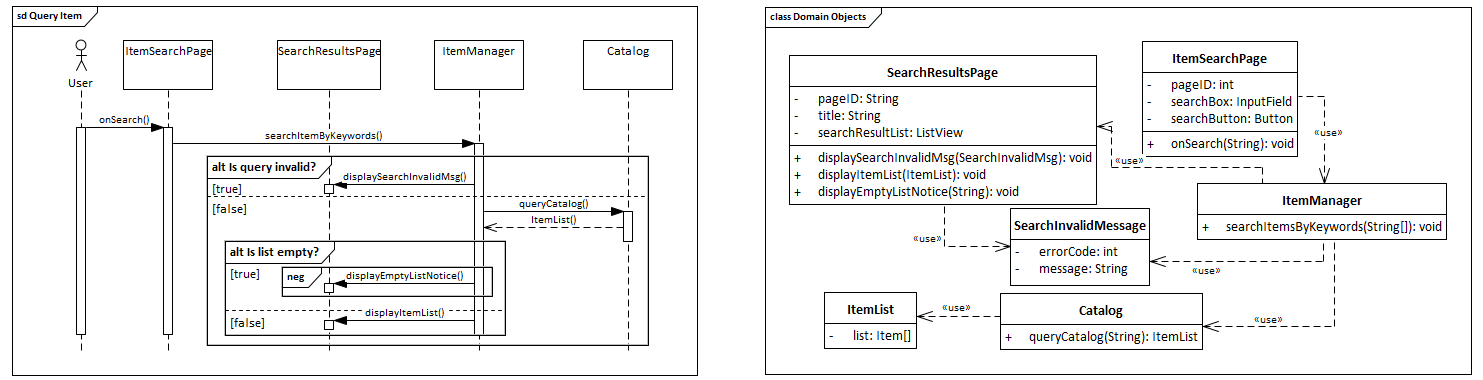 sd Query Item
User
ItemSearchPage
SearchResultsPage
ItemManager
Catalog
onSearch()
searchItemByKeywords()
alt Is query invalid?
[true]
displaySearchInvalidMsg()
[false]
queryCatalog()
ItemList()
alt Is list empty?
[true]
neg
displayEmptyListNotice()
[false]
displayItemList()
class Domain Objects
SearchResultsPage
- pageID: String
- title: String
- searchResultList: ListView
+ displaySearchInvalidMsg(SearchInvalidMsg): void
+ displayItemList(ItemList): void
+ displayEmptyListNotice(String): void
ItemSearchPage
- pageID: int
- searchBox: InputField
- searchButton: Button
+ onSearch(String): void
«use»
«use»
ItemManager
+ searchItemsByKeywords(String[]): void
«use»
SearchInvalidMessage
- errorCode: int
- message: String
«use»
ItemList
- list: Item[]
«use»
Catalog
+ queryCatalog(String): ItemList
«use»